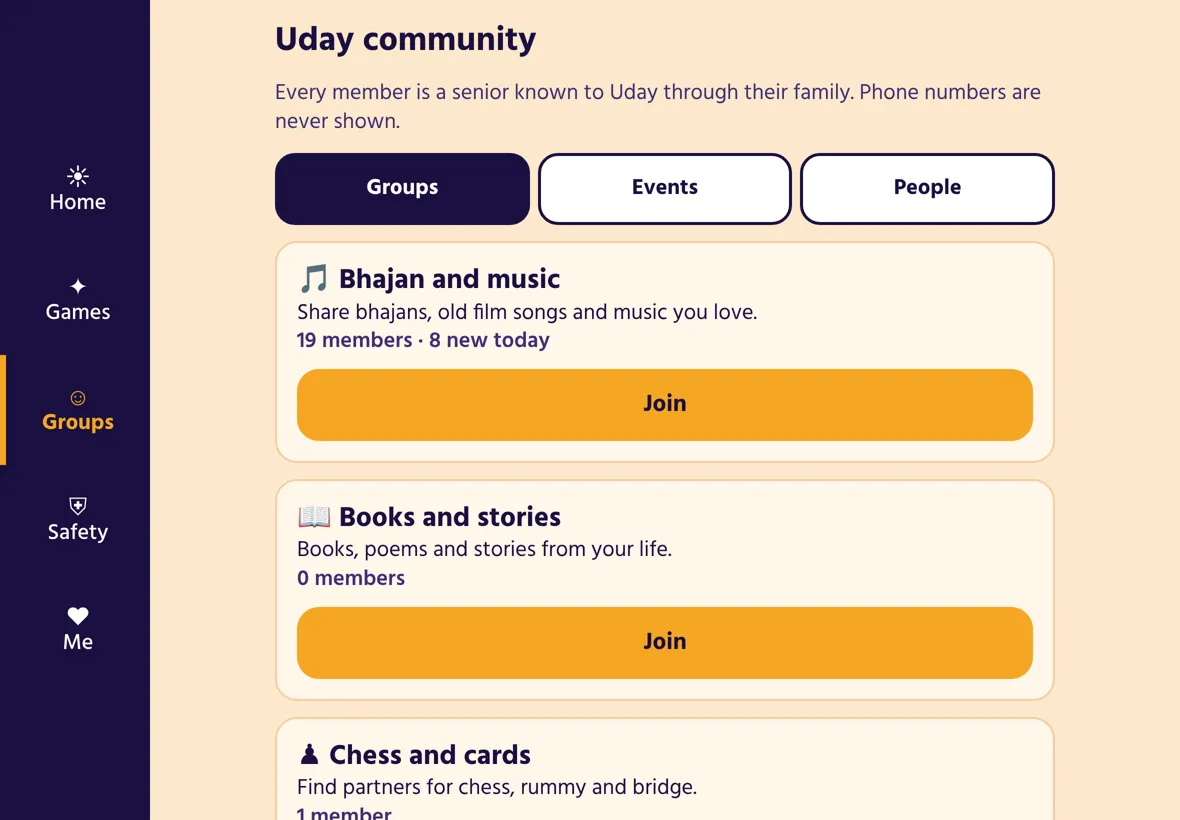 Uday community
Every member is a senior known to Uday through their family. Phone numbers are
never shown.
Groups
Events
People
Home
Games
Groups
Safety
Me
🎵 Bhajan and music
Share bhajans, old film songs and music you love.
19 members · 8 new today
Join
📖 Books and stories
Books, poems and stories from your life.
0 members
Join
♟ Chess and cards
Find partners for chess, rummy and bridge.
1 member